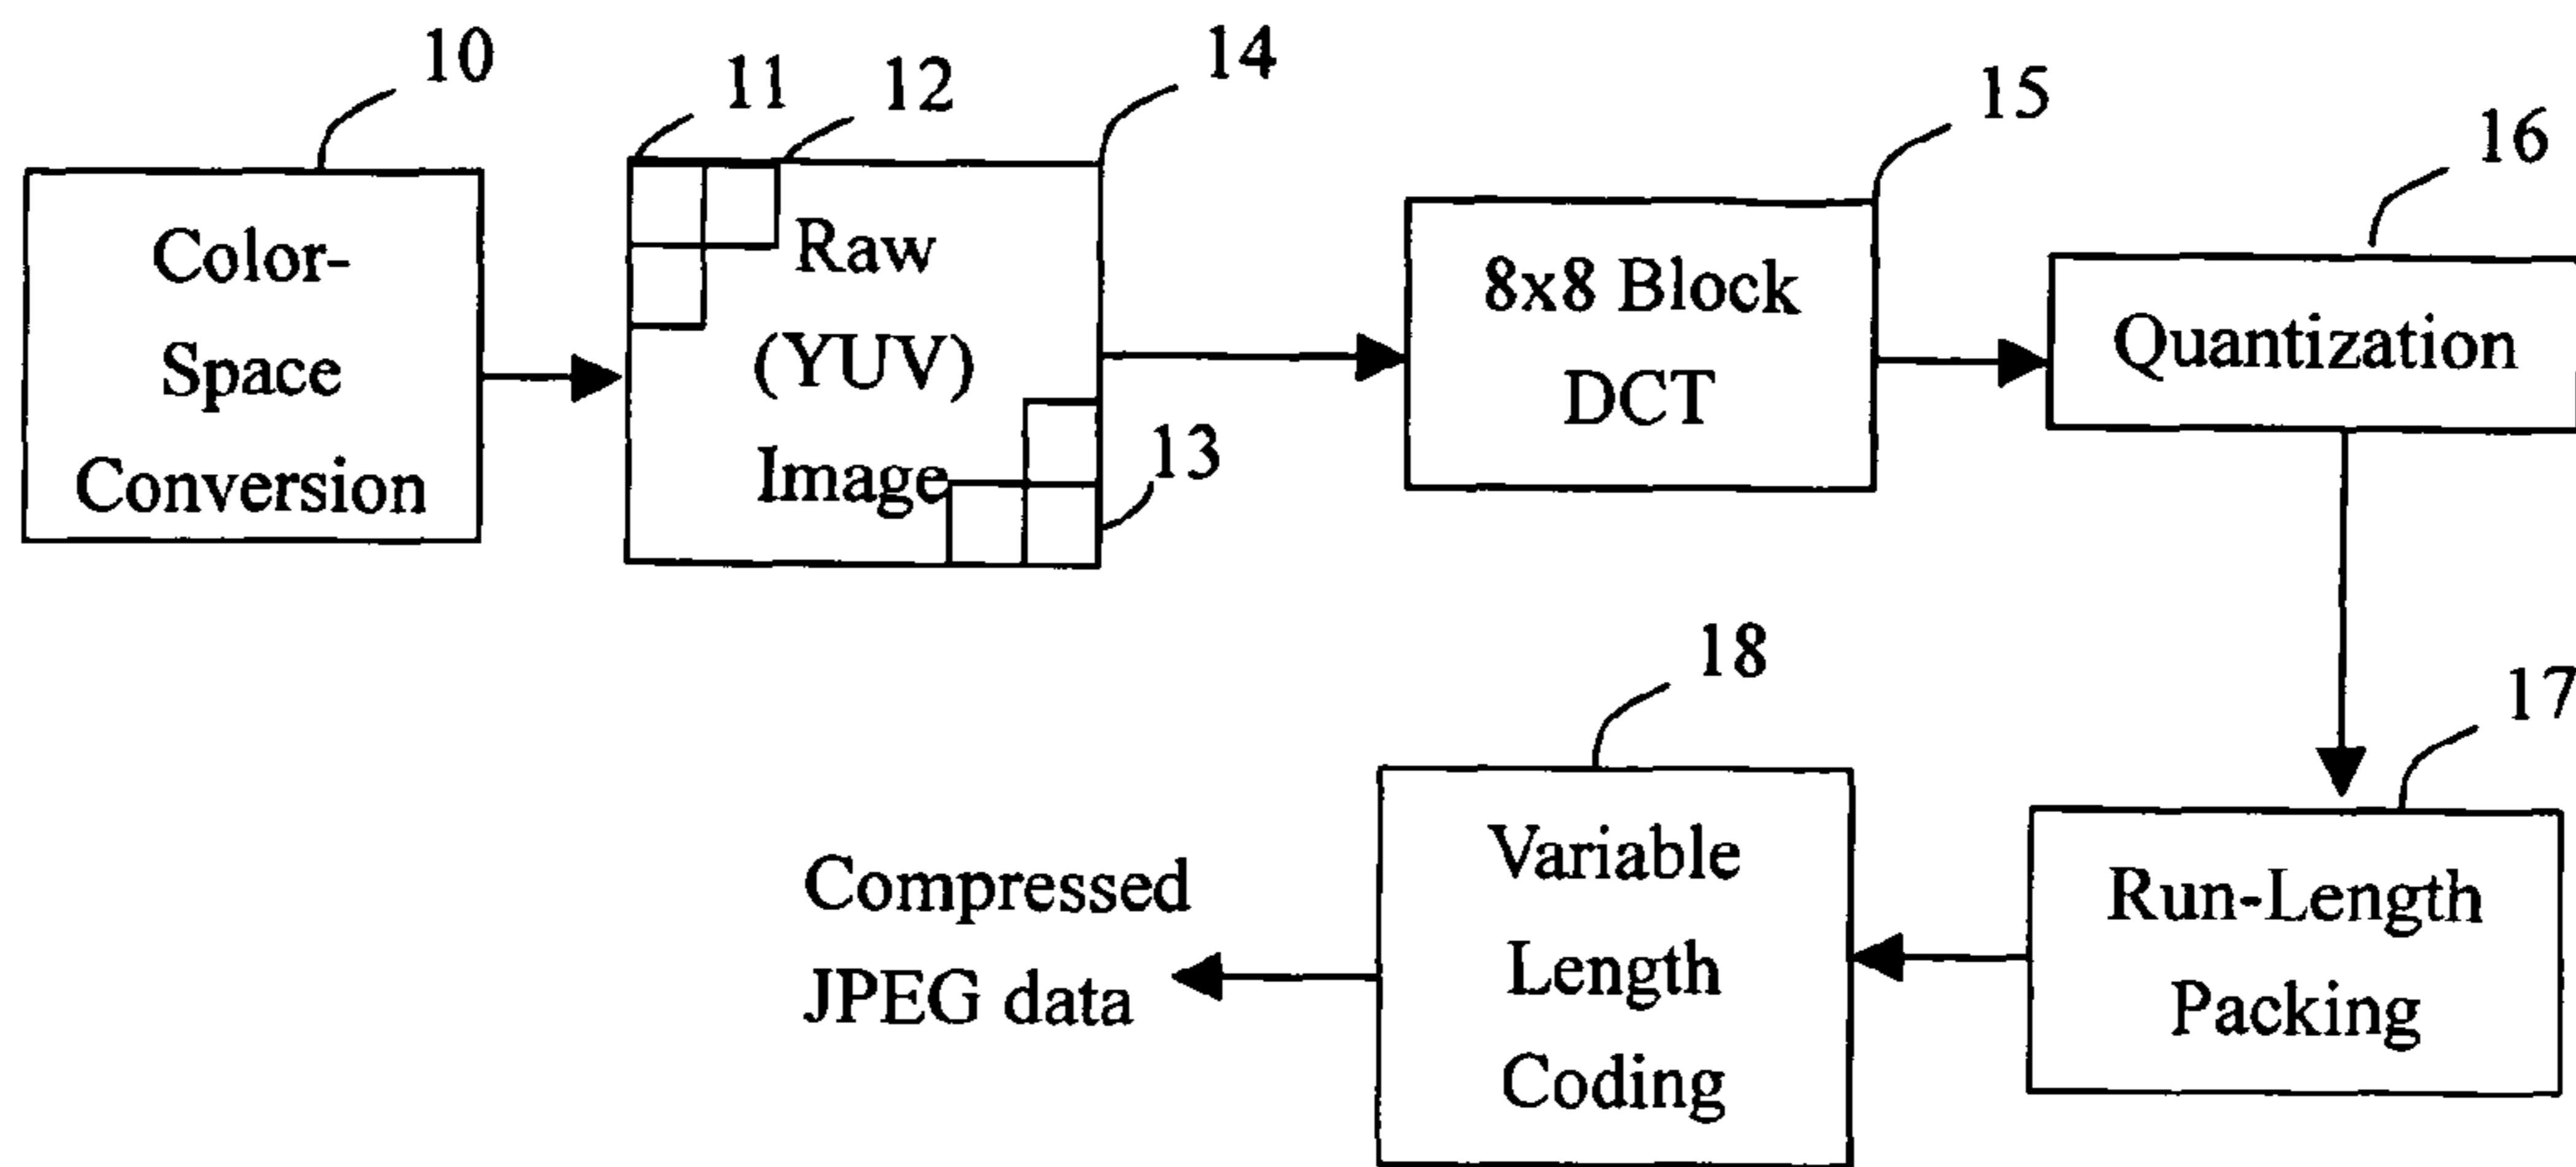 10
11
12
14
15
16
Color-
Space
Conversion
Raw
(YUV)
Image
13
8x8 Block
DCT
Quantization
18
17
Variable
Length
Coding
Run-Length
Packing
Compressed
JPEG data